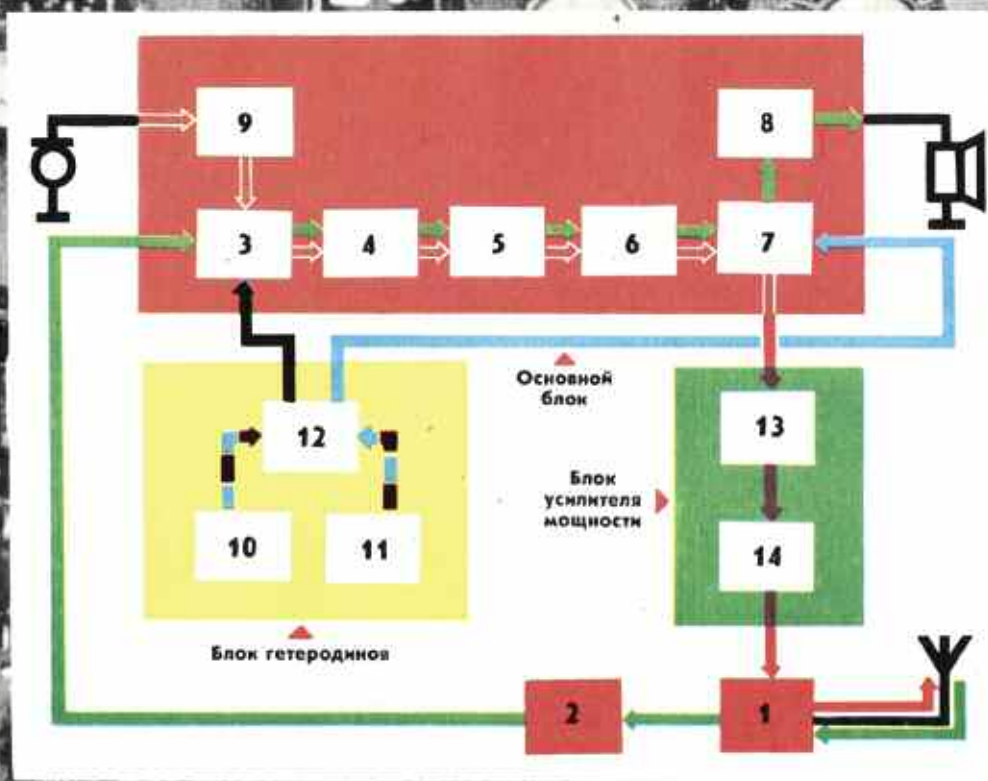 9
8
3
4
5
6
7
Основной
блок
12
13
Блок
усилителя
мощности
10
11
14
Блок гетеродинов
2
1